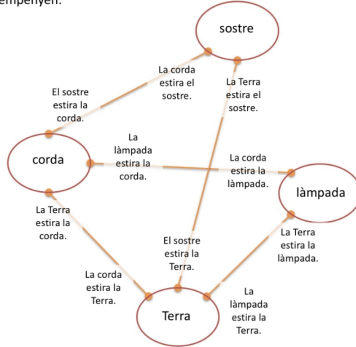 empenyen.
sostre
La corda
estira el
sostre.
La Terra
estira el
sostre.
El sostre
estira la
corda.
La
làmpada
estira la
corda.
La corda
estira la
làmpada.
corda
làmpada
La Terra
estira la
corda.
El sostre
estira la
Terra.
La Terra
estira la
làmpada.
La corda
estira la
Terra.
La
làmpada
estira la
Terra.
Terra